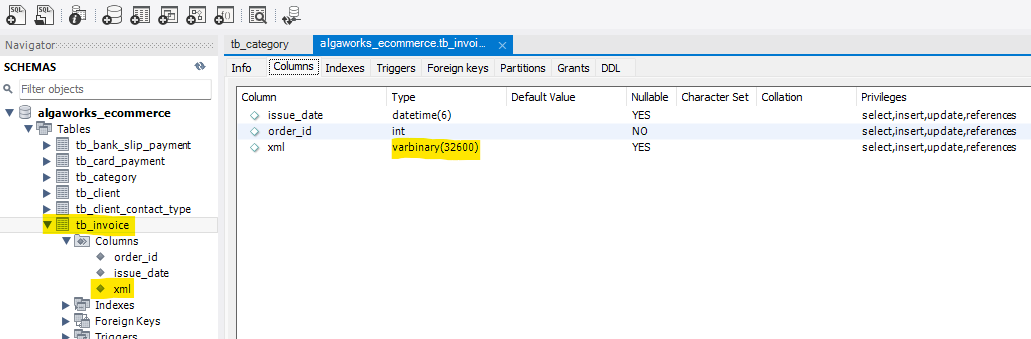 SQL SQL
Navigator
tb_category algaworks_ecommerce.tb_invoi... ×
SCHEMAS
Info Columns Indexes Triggers Foreign keys Partitions Grants DDL
Filter objects
Column Type Default Value Nullable Character Set Collation Privileges
algaworks_ecommerce
issue_date datetime(6) YES select,insert,update,references
Tables
order_id int NO select,insert,update,references
tb_bank_slip_payment
xml varbinary(32600) YES select,insert,update,references
tb_card_payment
tb_category
tb_client
tb_client_contact_type
tb_invoice
Columns
order_id
issue_date
xml
Indexes
Foreign Keys
Triggers